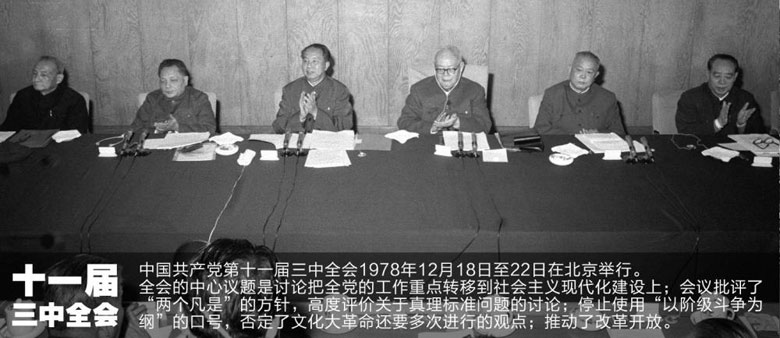 十一届
三中全会
中国共产党第十一届三中全会1978年12月18日至22日在北京举行。
全会的中心议题是讨论把全党的工作重点转移到社会主义现代化建设上；会议批评了
“两个凡是”的方针，高度评价关于真理标准问题的讨论；停止使用“以阶级斗争为
纲”的口号，否定了文化大革命还要多次进行的观点；推动了改革开放。